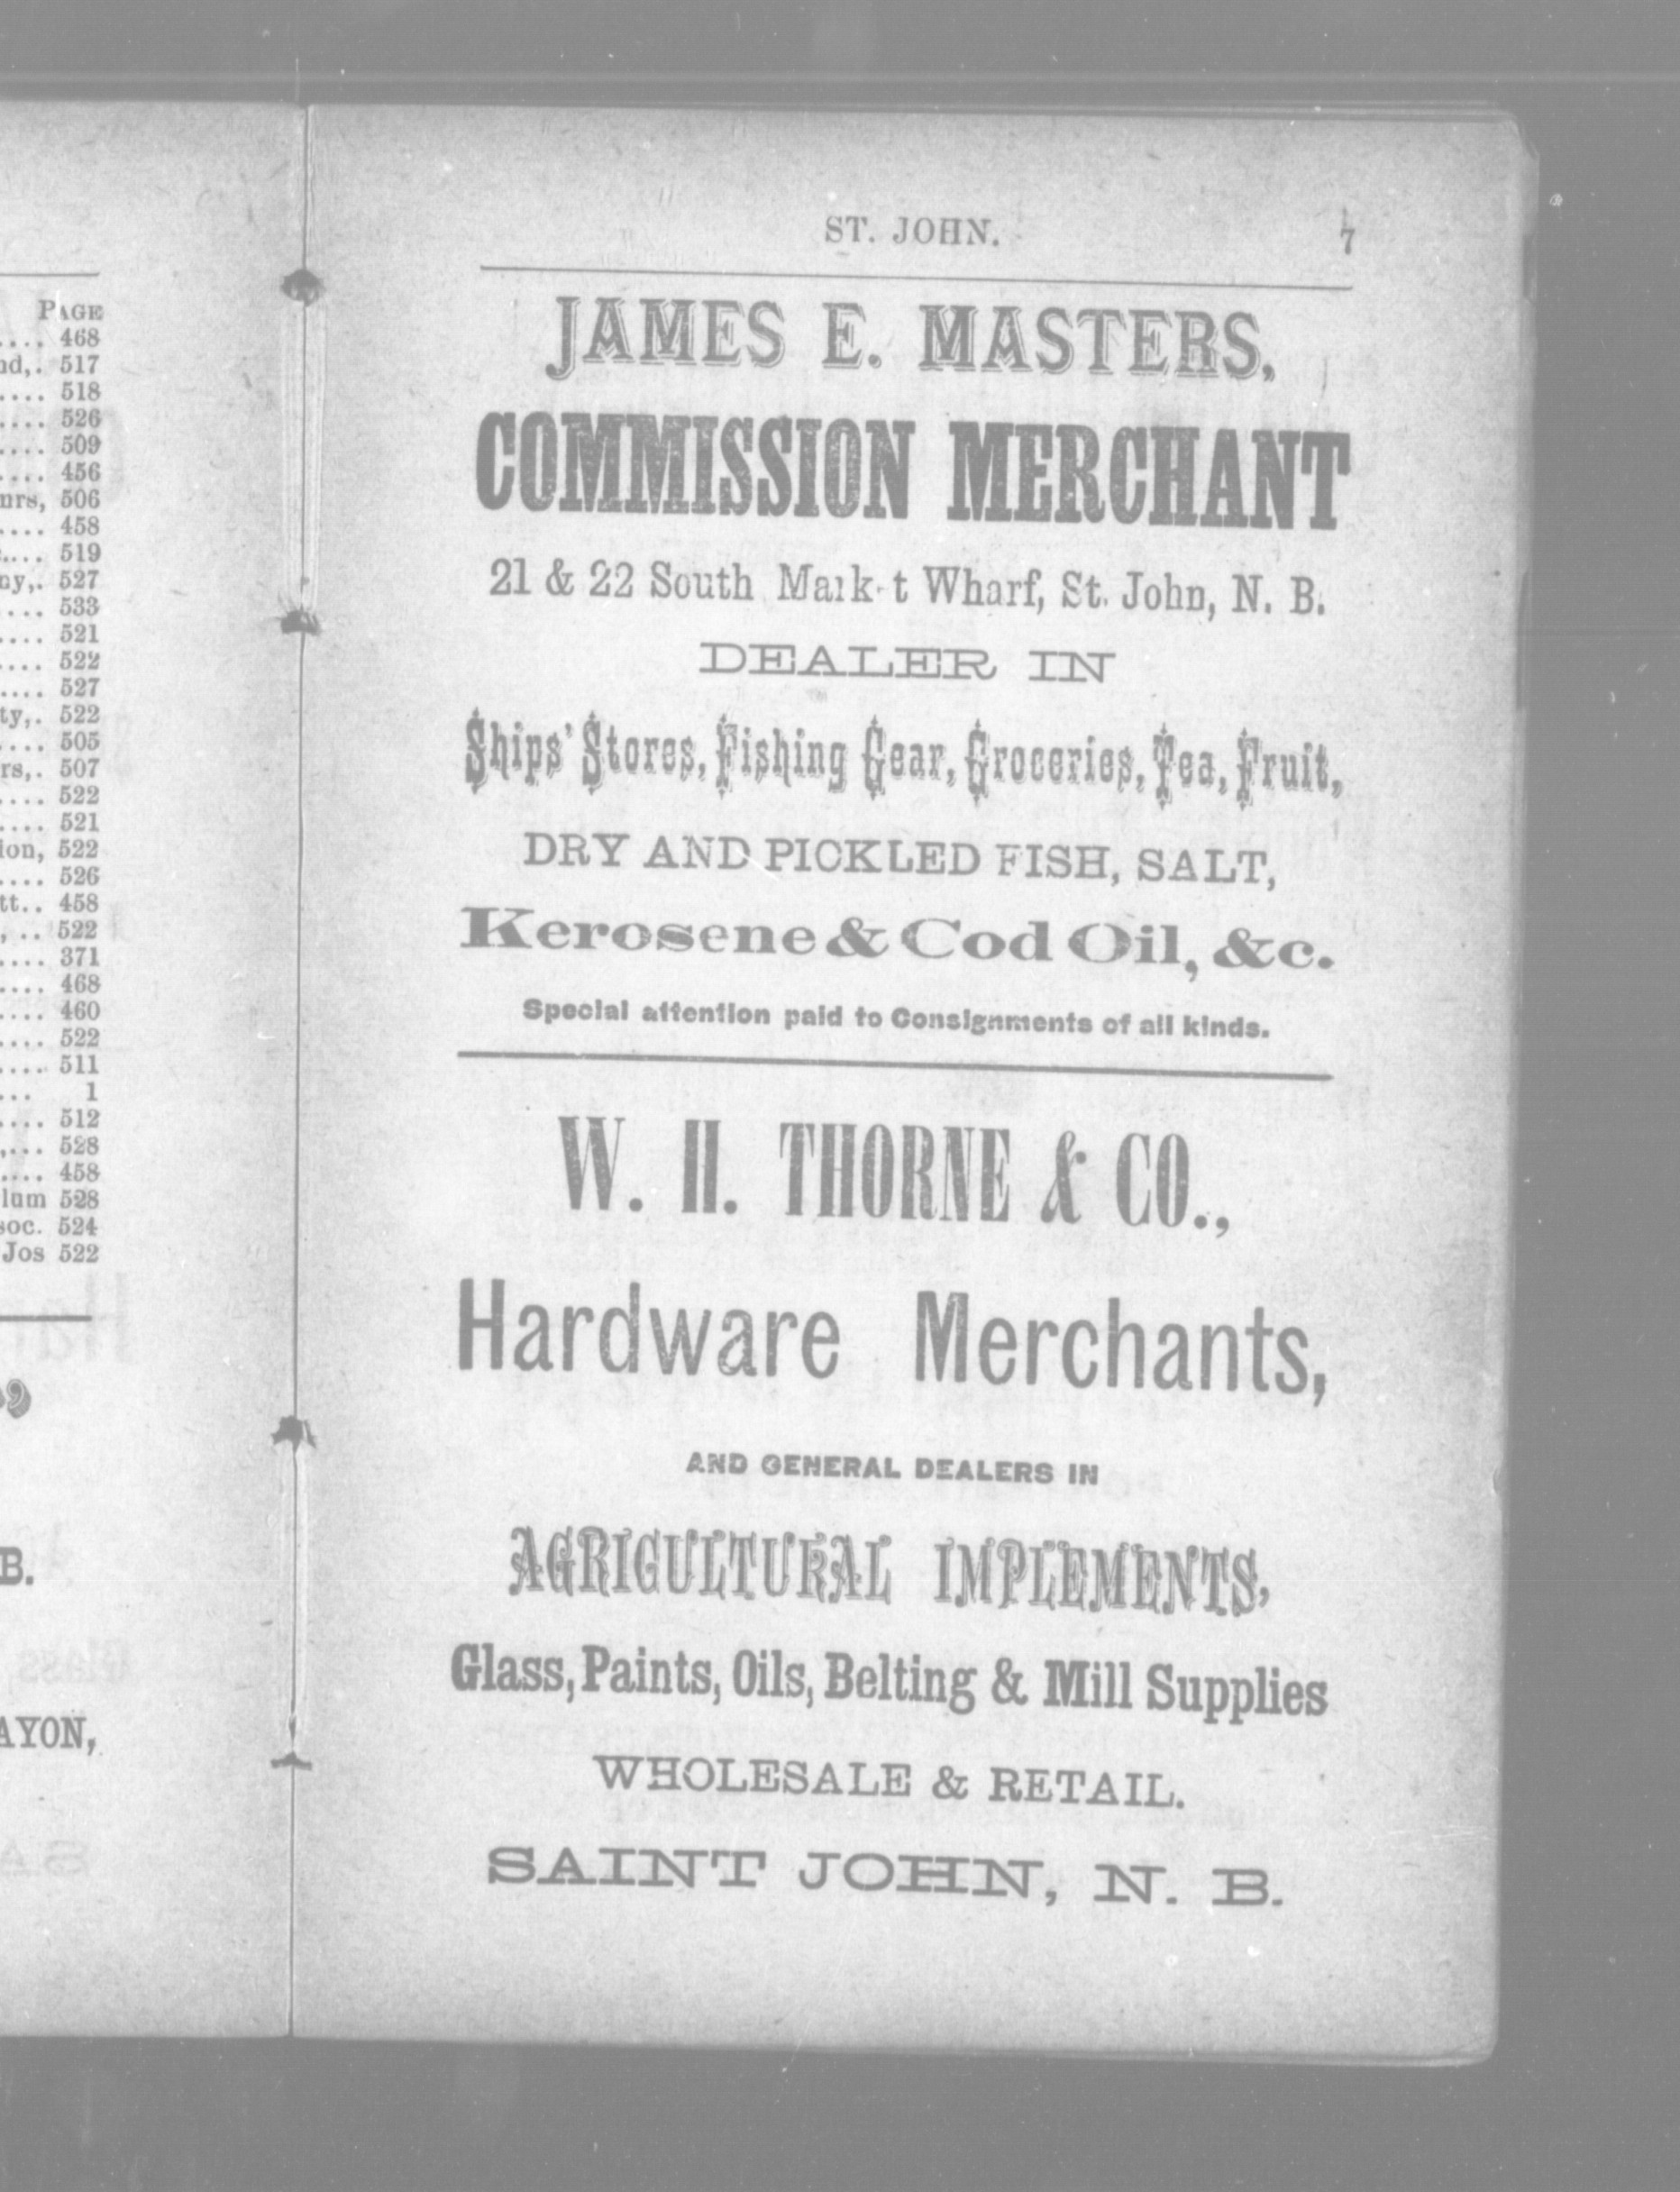 PAGE
.... 468
nd,. 517
.... 518
.... 526
.... 509
.... 456
nrs, 506
.... 458
.... 519
ny,. 527
.... 533
.... 521
.... 522
.... 527
ty,. 522
.... 505
rs,. 507
.... 522
.... 521
ion, 522
.... 526
tt.. 458
, .. 522
.... 371
.... 468
.... 460
.... 522
.... 511
... 1
.... 512
,... 528
.... 458
lum 528
soc. 524
Jos 522
”
B.
AYON,
ST. JOHN. 7
JAMES E. MASTERS,
COMMISSION MERCHANT
21 & 22 South Mark t Wharf, St. John, N. B.
DEALER IN
Ships' Stores, Fishing Gear, Groceries, Tea, Fruit,
DRY AND PICKLED FISH, SALT,
Kerosene & Cod Oil, &c.
Special attention paid to Consignments of all kinds.
W. H. THORNE & CO.,
Hardware Merchants,
AND GENERAL DEALERS IN
AGRICULTURAL IMPLEMENTS,
Glass, Paints, Oils, Belting & Mill Supplies
WHOLESALE & RETAIL.
SAINT JOHN, N. B.